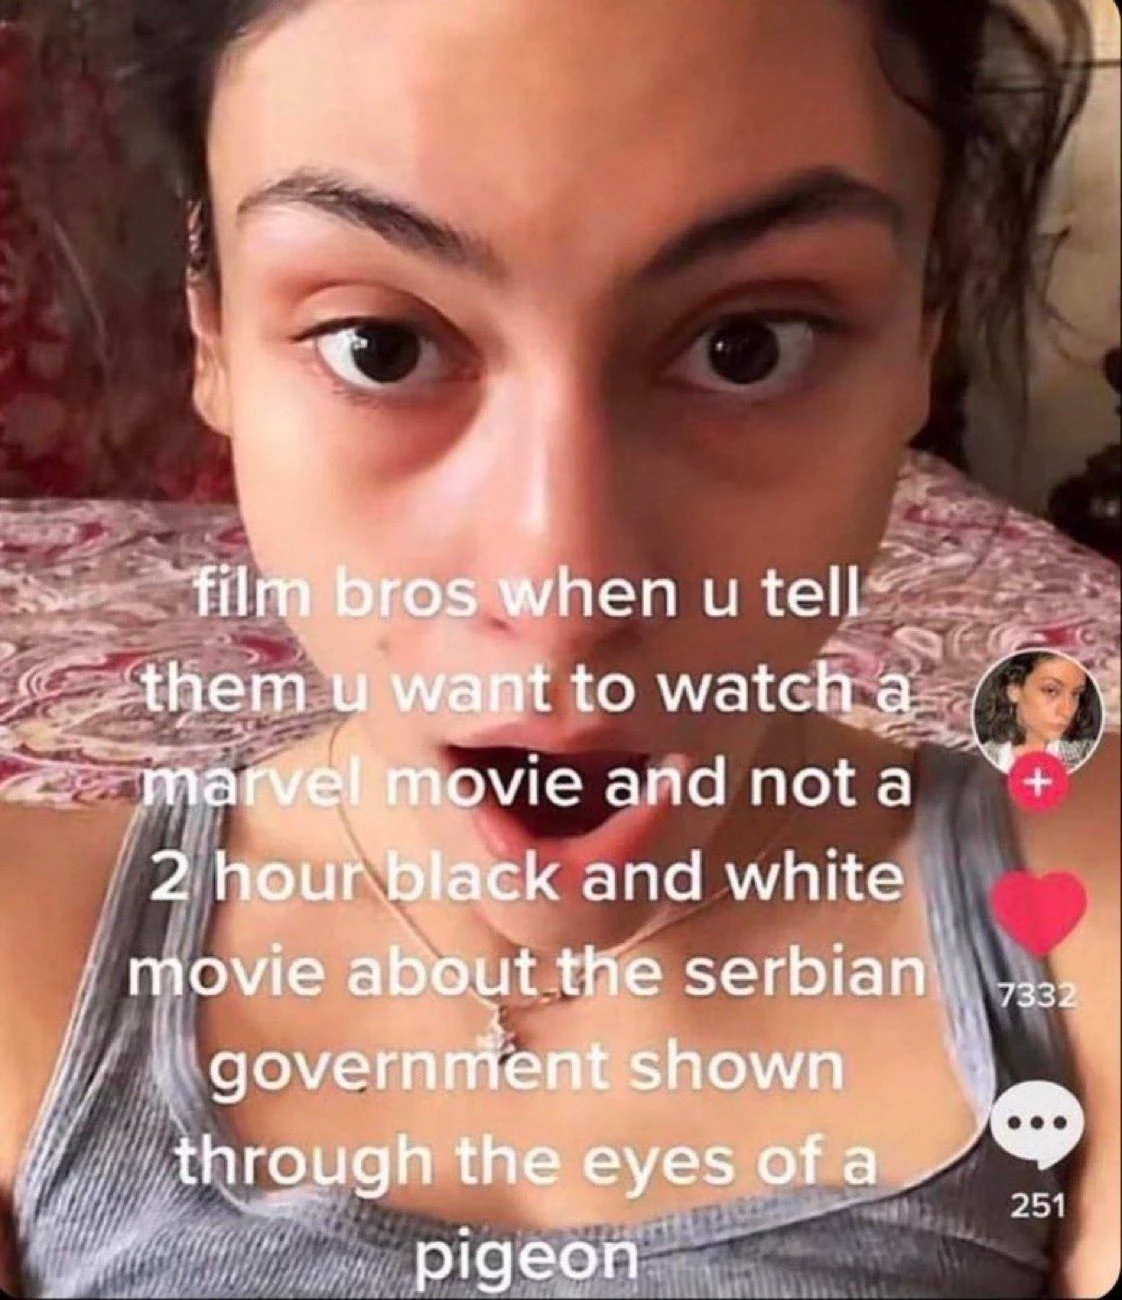 film bros when u tell
them u want to watch a
marvel movie and not a
2 hour black and white
movie about the serbian
government shown
through the eyes of a
pigeon
7332
251